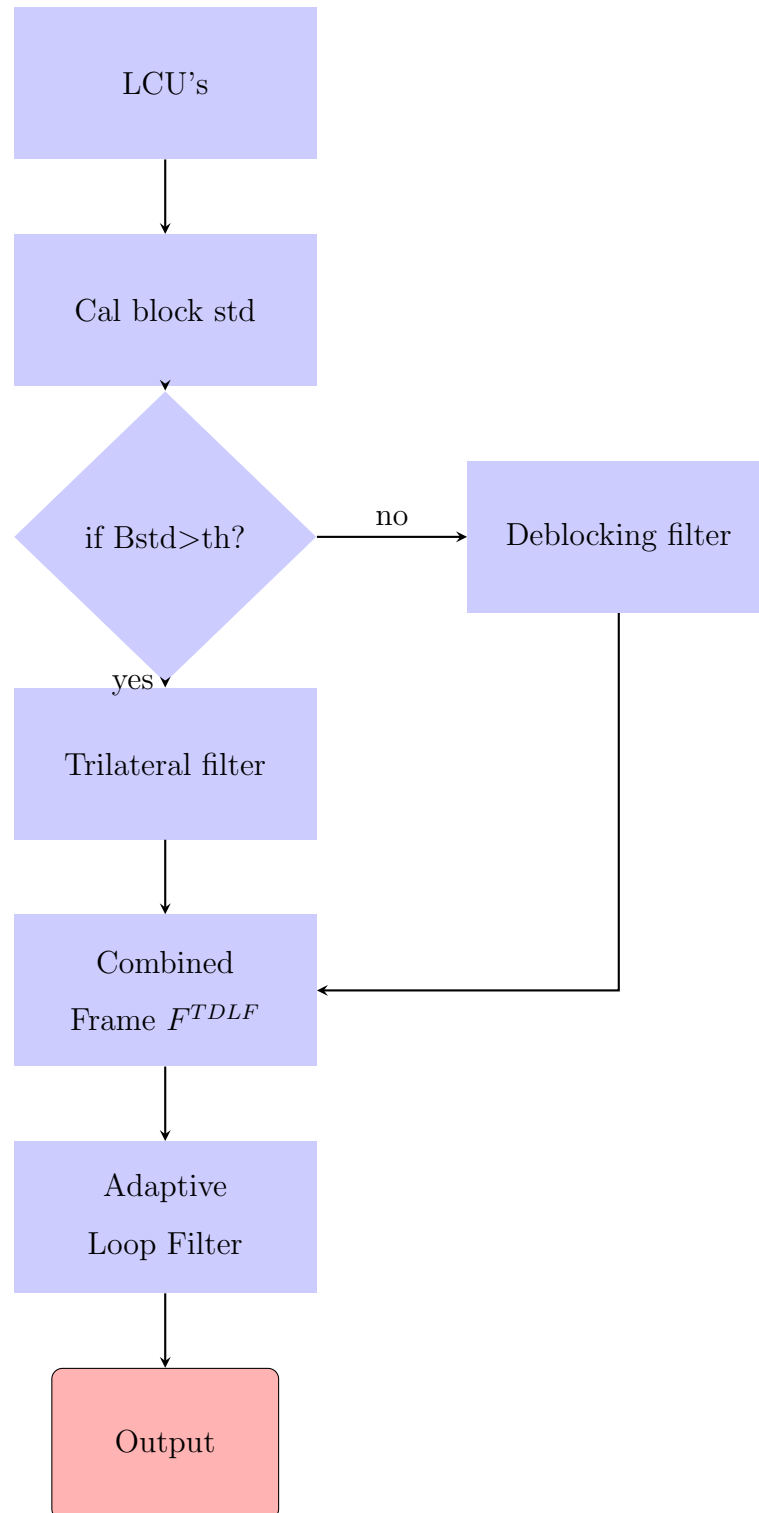 LCU's
Cal block std
if Bstd>th?
no
Deblocking filter
yes
Trilateral filter
Combined
Frame F^{TDLF}
Adaptive
Loop Filter
Output